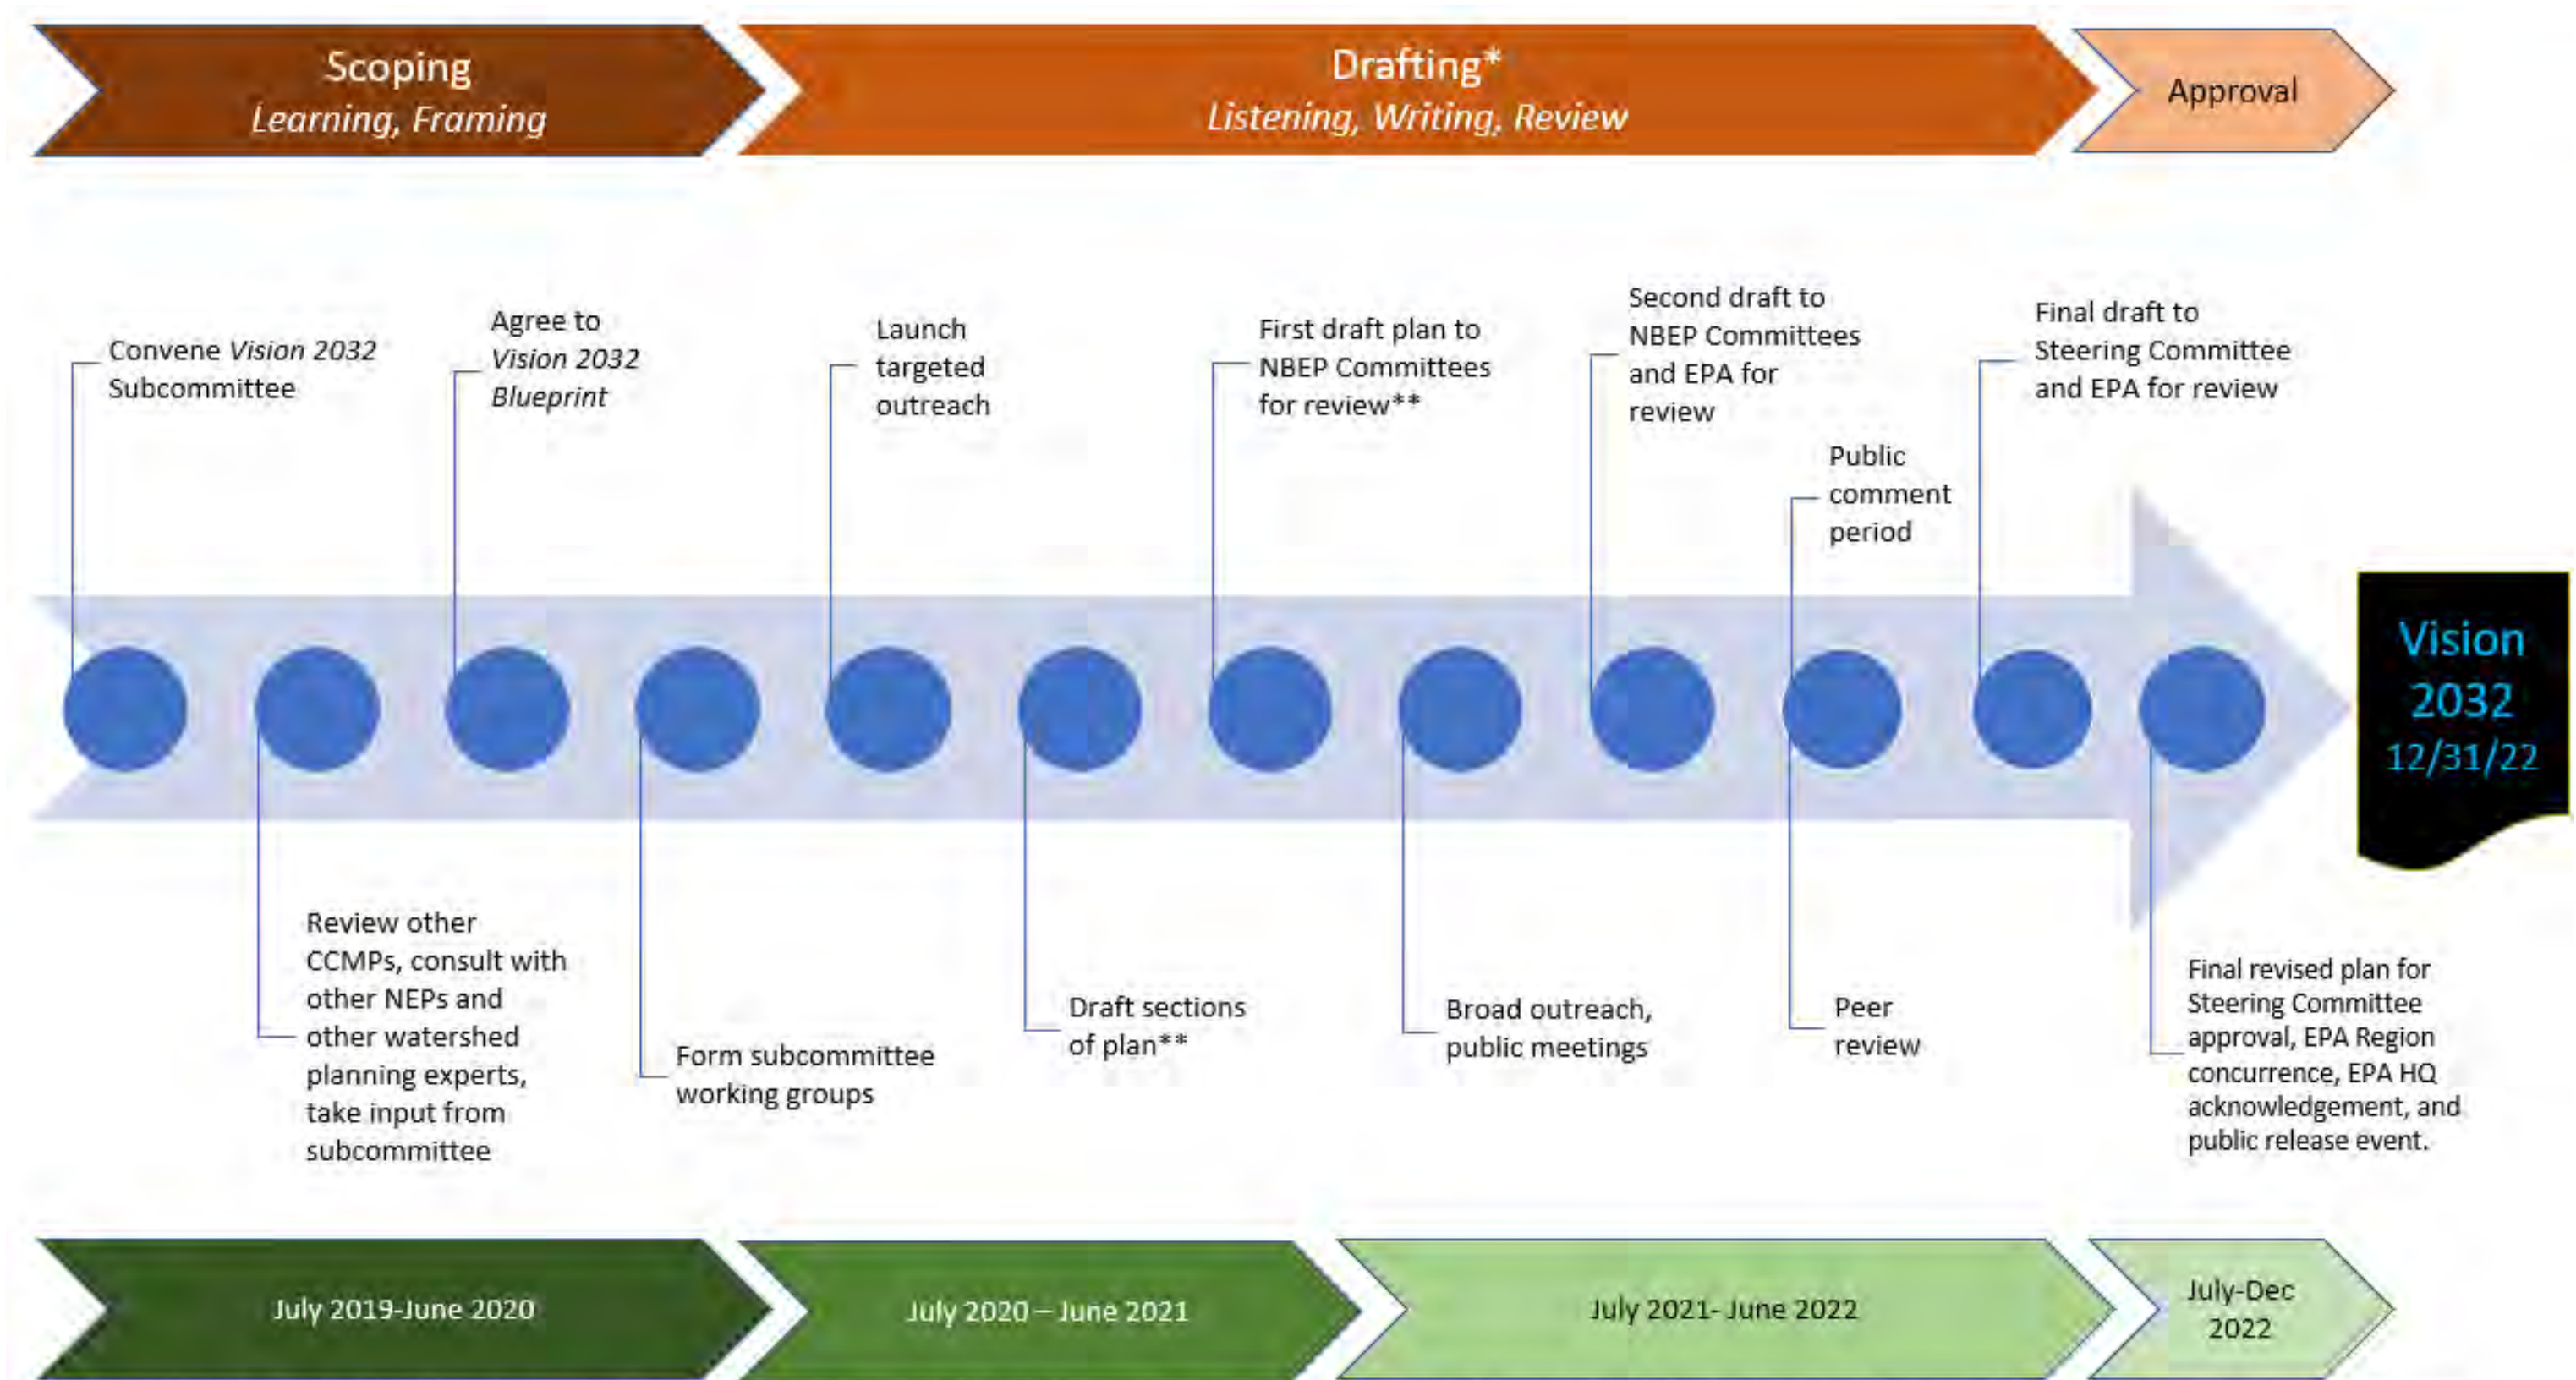 Scoping
Learning, Framing
Drafting*
Listening, Writing, Review
Approval
Convene Vision 2032
Subcommittee
Agree to
Vision 2032
Blueprint
Launch
targeted
outreach
First draft plan to
NBEP Committees
for review**
Second draft to
NBEP Committees
and EPA for
review
Public
comment
period
Final draft to
Steering Committee
and EPA for review
Vision
2032
12/31/22
Review other
CCMPs, consult with
other NEPs and
other watershed
planning experts,
take input from
subcommittee
Form subcommittee
working groups
Draft sections
of plan**
Broad outreach,
public meetings
Peer
review
Final revised plan for
Steering Committee
approval, EPA Region
concurrence, EPA HQ
acknowledgement, and
public release event.
July 2019-June 2020
July 2020 – June 2021
July 2021- June 2022
July-Dec
2022